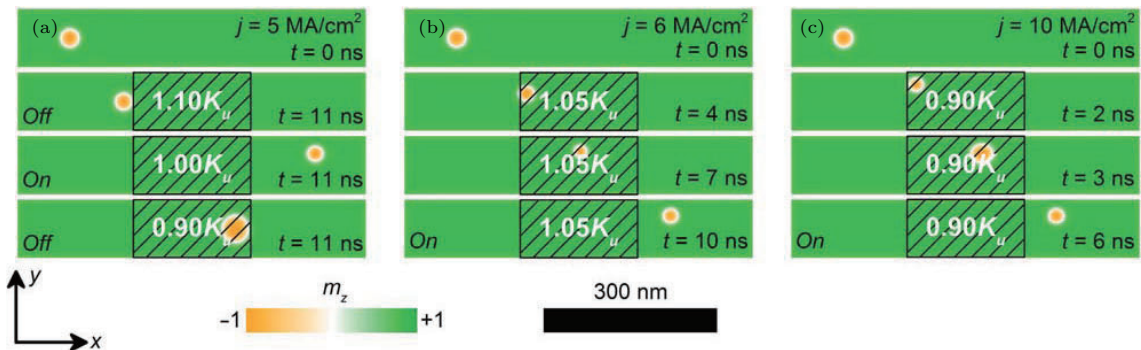 (a)
j = 5 MA/cm²
t = 0 ns
1.10Kᵤ
Off
t = 11 ns
1.00Kᵤ
On
t = 11 ns
0.90Kᵤ
Off
t = 11 ns
(b)
j = 6 MA/cm²
t = 0 ns
1.05Kᵤ
t = 4 ns
1.05Kᵤ
t = 7 ns
1.05Kᵤ
On
t = 10 ns
(c)
j = 10 MA/cm²
t = 0 ns
0.90Kᵤ
t = 2 ns
0.90Kᵤ
t = 3 ns
0.90Kᵤ
On
t = 6 ns
y
x
m_z
–1
+1
300 nm